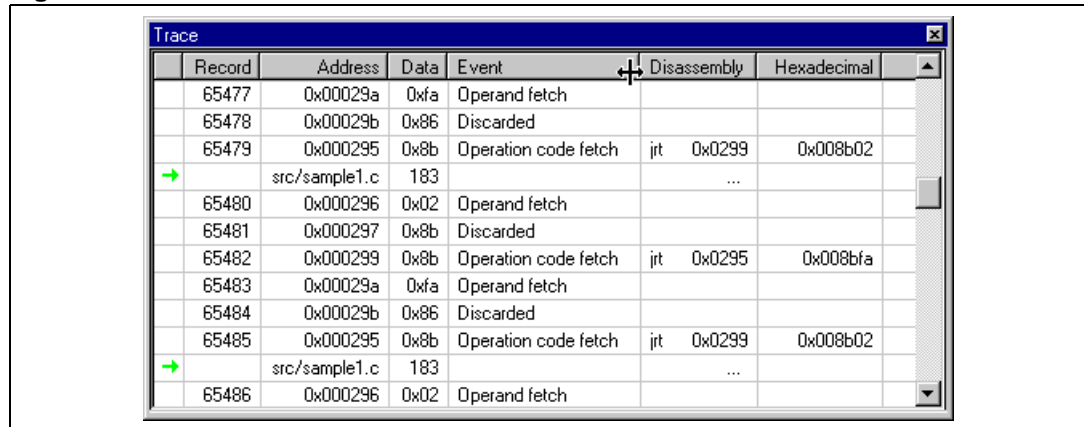 Trace
Record Address Data Event Disassembly Hexadecimal
65477 0x00029a 0xfa Operand fetch
65478 0x00029b 0x86 Discarded
65479 0x000295 0x8b Operation code fetch jrt 0x0299 0x008b02
src/sample1.c 183 ...
65480 0x000296 0x02 Operand fetch
65481 0x000297 0x8b Discarded
65482 0x000299 0x8b Operation code fetch jrt 0x0295 0x008bfa
65483 0x00029a 0xfa Operand fetch
65484 0x00029b 0x86 Discarded
65485 0x000295 0x8b Operation code fetch jrt 0x0299 0x008b02
src/sample1.c 183 ...
65486 0x000296 0x02 Operand fetch